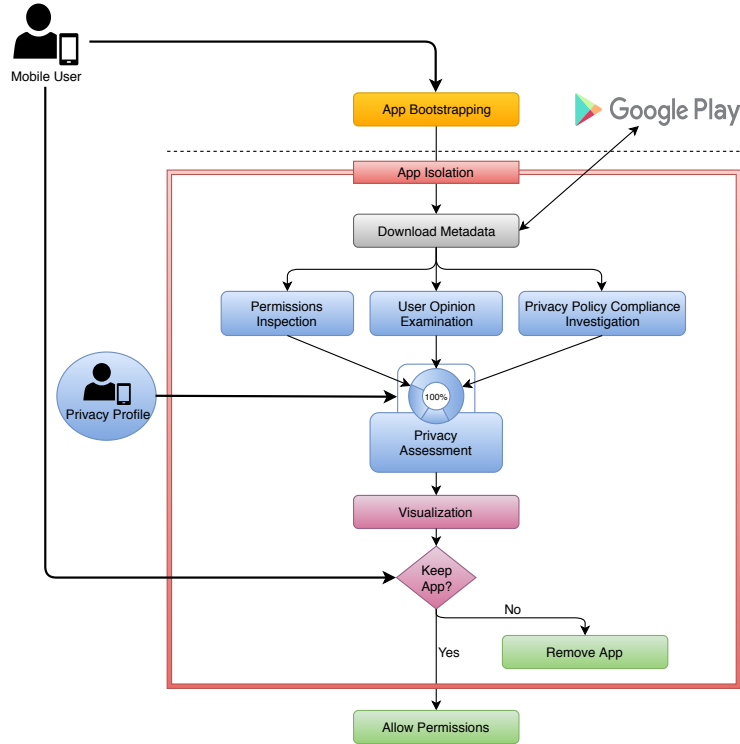 Mobile User
App Bootstrapping
Google Play
App Isolation
Download Metadata
Permissions
Inspection
User Opinion
Examination
Privacy Policy Compliance
Investigation
Privacy Profile
100%
Privacy
Assessment
Visualization
Keep
App?
No
Yes
Remove App
Allow Permissions